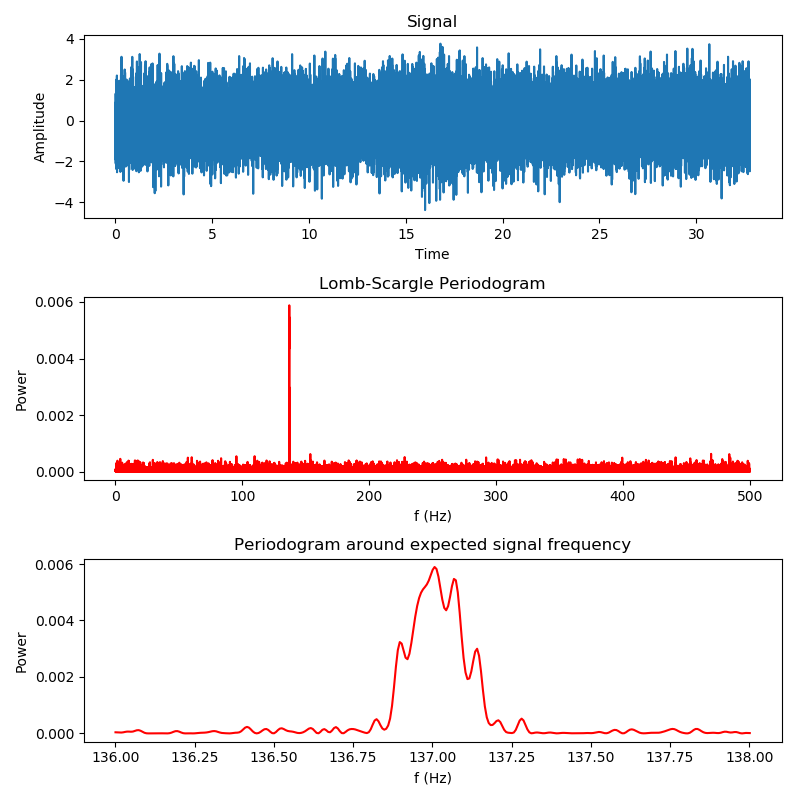 Signal
4
2
0
−2
−4
Amplitude
0 5 10 15 20 25 30
Time
Lomb-Scargle Periodogram
0.006
0.004
0.002
0.000
Power
0 100 200 300 400 500
f (Hz)
Periodogram around expected signal frequency
0.006
0.004
0.002
0.000
Power
136.00 136.25 136.50 136.75 137.00 137.25 137.50 137.75 138.00
f (Hz)